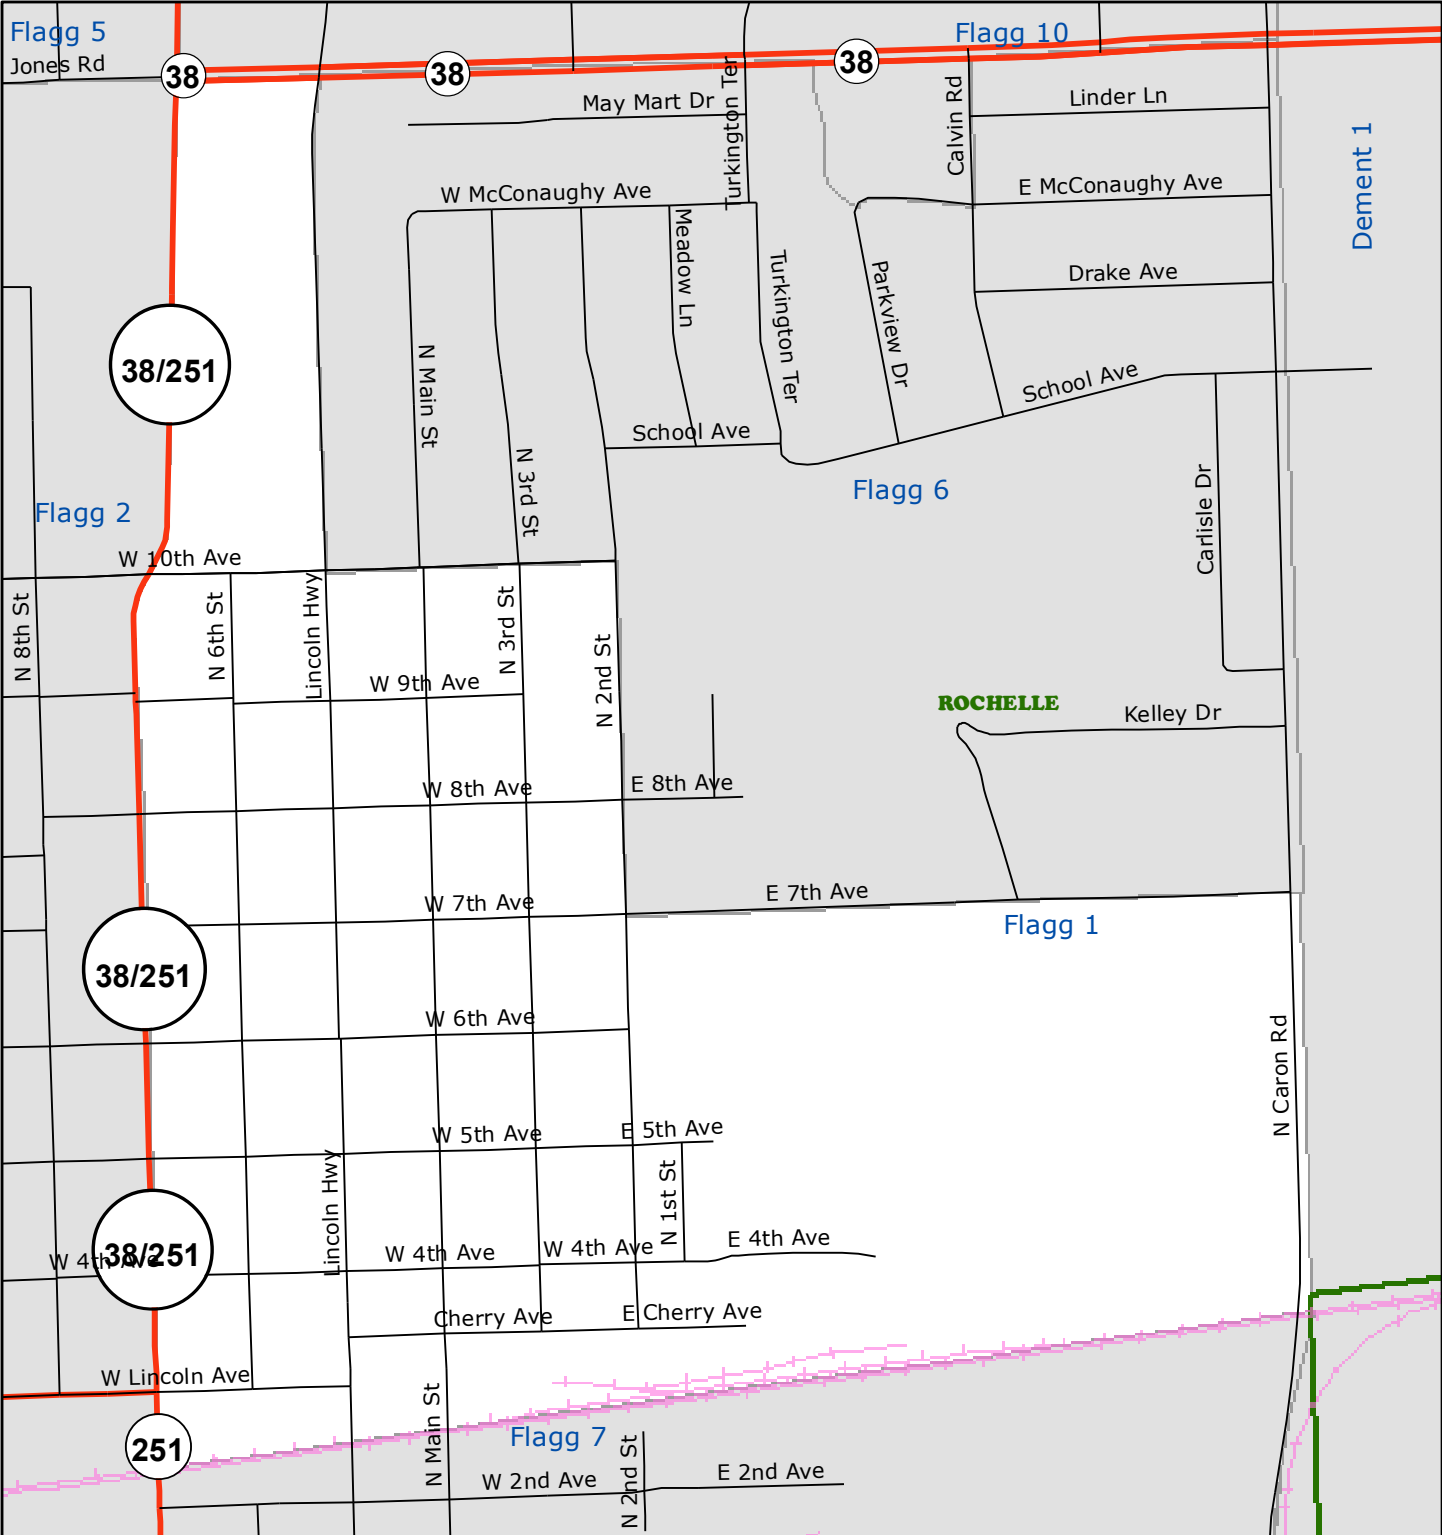 Flagg 5
Flagg 10
Jones Rd
38
38
38
May Mart Dr
Turkington Ter
Calvin Rd
Linder Ln
Dement 1
W McConaughy Ave
E McConaughy Ave
Meadow Ln
Turkington Ter
Parkview Dr
Drake Ave
38/251
N Main St
School Ave
School Ave
N 3rd St
Flagg 6
Carlisle Dr
Flagg 2
W 10th Ave
N 8th St
N 6th St
Lincoln Hwy
N 3rd St
N 2nd St
W 9th Ave
ROCHELLE
Kelley Dr
W 8th Ave
E 8th Ave
W 7th Ave
E 7th Ave
Flagg 1
38/251
W 6th Ave
N Caron Rd
W 5th Ave
E 5th Ave
Lincoln Hwy
N 1st St
W 4th Ave
38/251
W 4th Ave
W 4th Ave
E 4th Ave
Cherry Ave
E Cherry Ave
W Lincoln Ave
N Main St
251
Flagg 7
N 2nd St
W 2nd Ave
E 2nd Ave